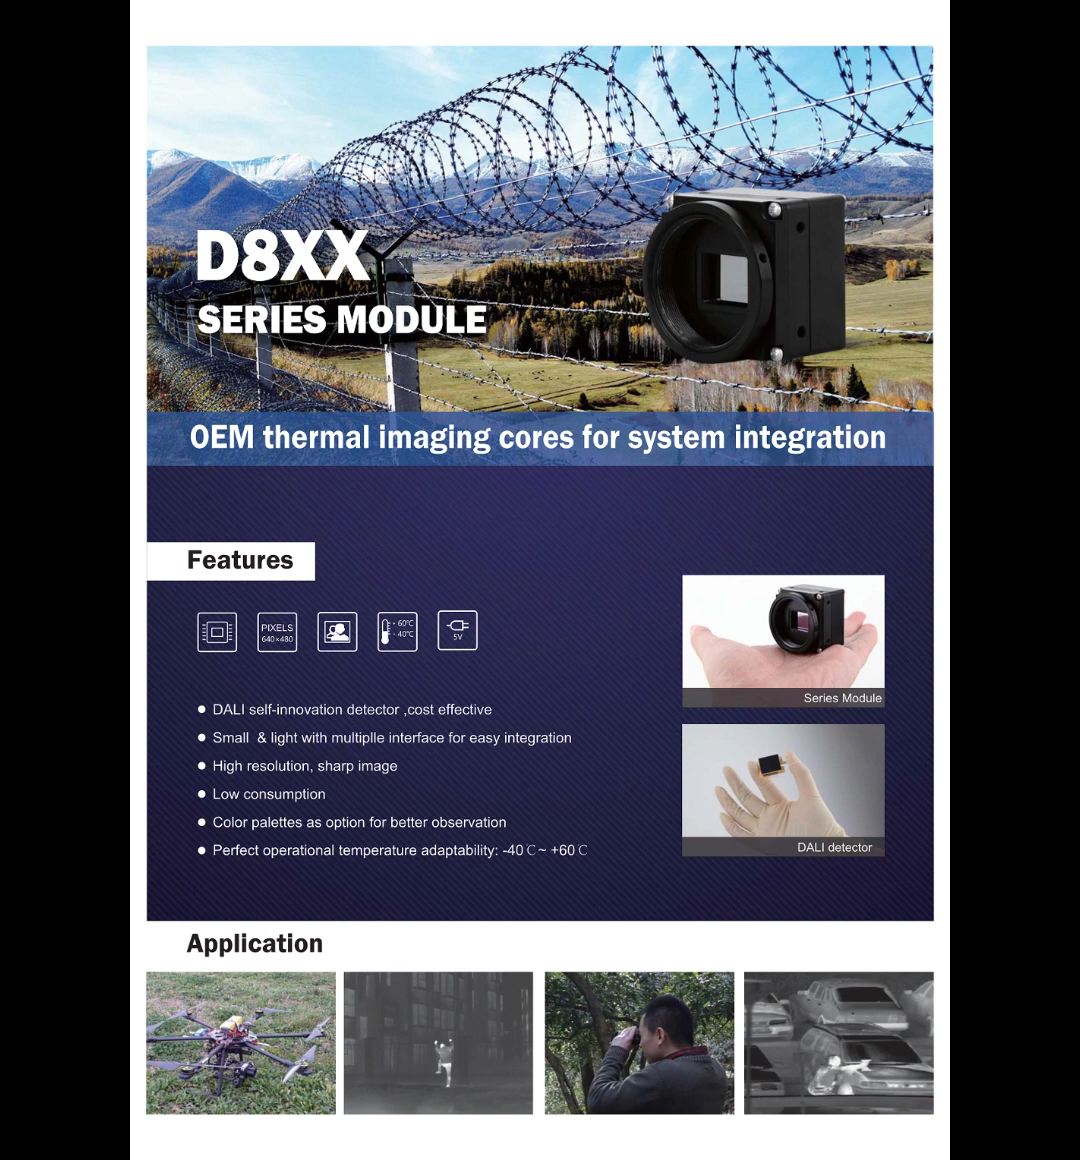 D8XX
SERIES MODULE
OEM thermal imaging cores for system integration
Features
PIXELS
640×480
+ 60℃
- 40℃
5V
● DALI self-innovation detector ,cost effective
● Small & light with multiplle interface for easy integration
● High resolution, sharp image
● Low consumption
● Color palettes as option for better observation
● Perfect operational temperature adaptability: -40℃~ +60℃
Series Module
DALI detector
Application